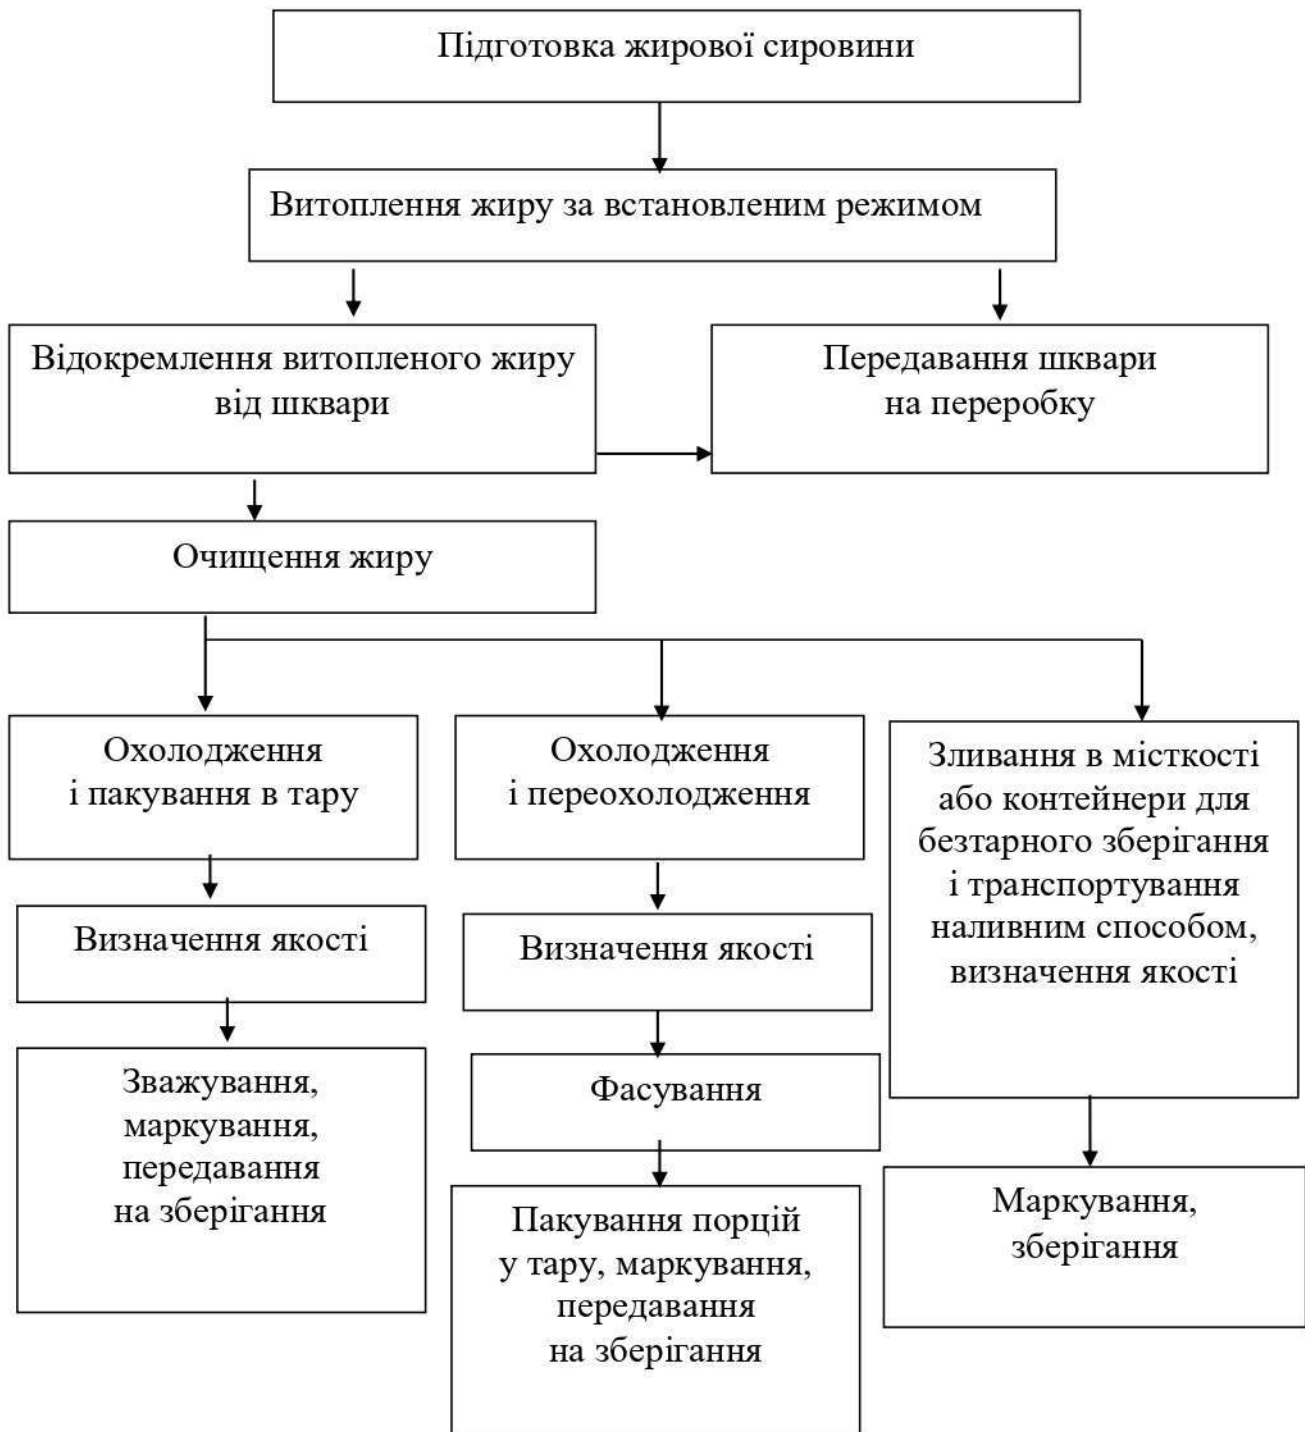 Підготовка жирової сировини
Витоплення жиру за встановленим режимом
Відокремлення витопленого жиру
від шквари
Передавання шквари
на переробку
Очищення жиру
Охолодження
і пакування в тару
Визначення якості
Зважування,
маркування,
передавання
на зберігання
Охолодження
і переохолодження
Визначення якості
Фасування
Пакування порцій
у тару, маркування,
передавання
на зберігання
Зливання в місткості
або контейнери для
безтарного зберігання
і транспортування
наливним способом,
визначення якості
Маркування,
зберігання